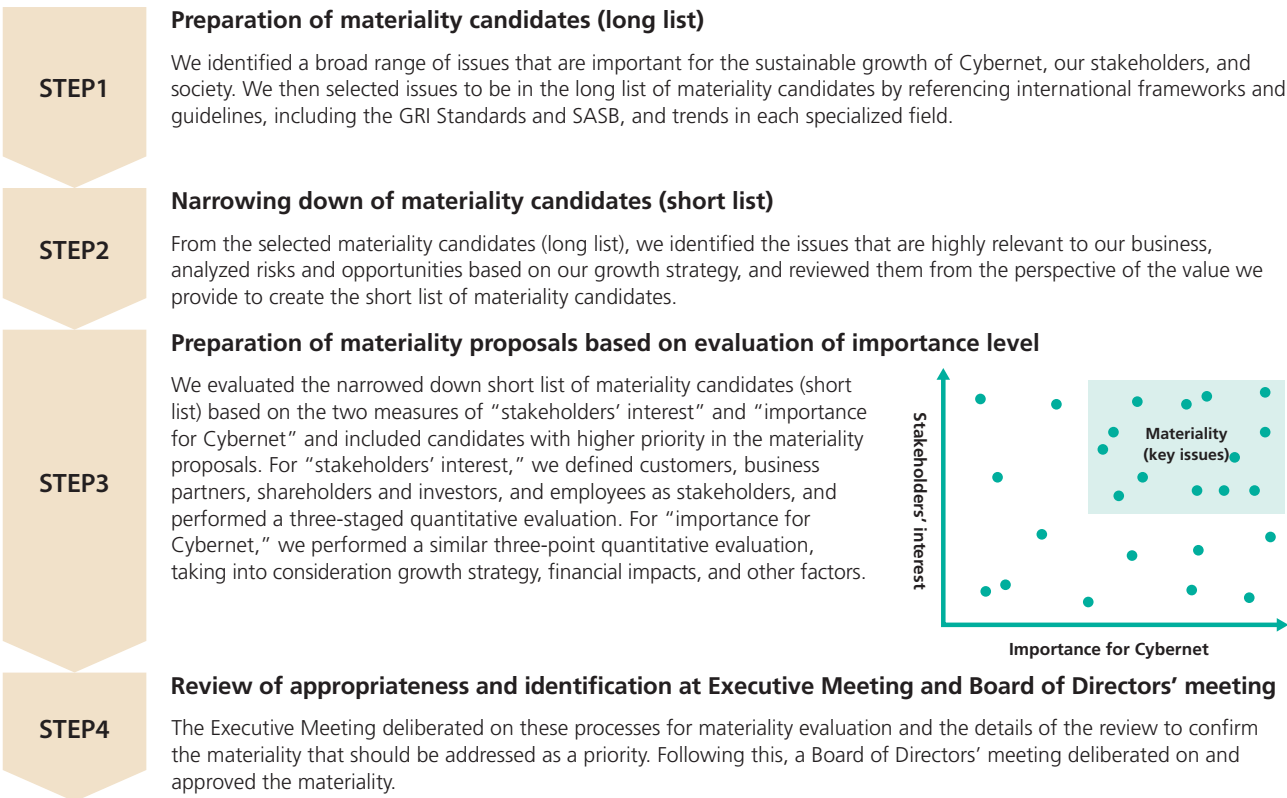 STEP1
Preparation of materiality candidates (long list)
We identified a broad range of issues that are important for the sustainable growth of Cybernet, our stakeholders, and
society. We then selected issues to be in the long list of materiality candidates by referencing international frameworks and
guidelines, including the GRI Standards and SASB, and trends in each specialized field.
STEP2
Narrowing down of materiality candidates (short list)
From the selected materiality candidates (long list), we identified the issues that are highly relevant to our business,
analyzed risks and opportunities based on our growth strategy, and reviewed them from the perspective of the value we
provide to create the short list of materiality candidates.
STEP3
Preparation of materiality proposals based on evaluation of importance level
We evaluated the narrowed down short list of materiality candidates (short
list) based on the two measures of “stakeholders’ interest” and “importance
for Cybernet” and included candidates with higher priority in the materiality
proposals. For “stakeholders’ interest,” we defined customers, business
partners, shareholders and investors, and employees as stakeholders, and
performed a three-staged quantitative evaluation. For “importance for
Cybernet,” we performed a similar three-point quantitative evaluation,
taking into consideration growth strategy, financial impacts, and other factors.
Stakeholders’ interest
Materiality
(key issues)
Importance for Cybernet
STEP4
Review of appropriateness and identification at Executive Meeting and Board of Directors’ meeting
The Executive Meeting deliberated on these processes for materiality evaluation and the details of the review to confirm
the materiality that should be addressed as a priority. Following this, a Board of Directors’ meeting deliberated on and
approved the materiality.